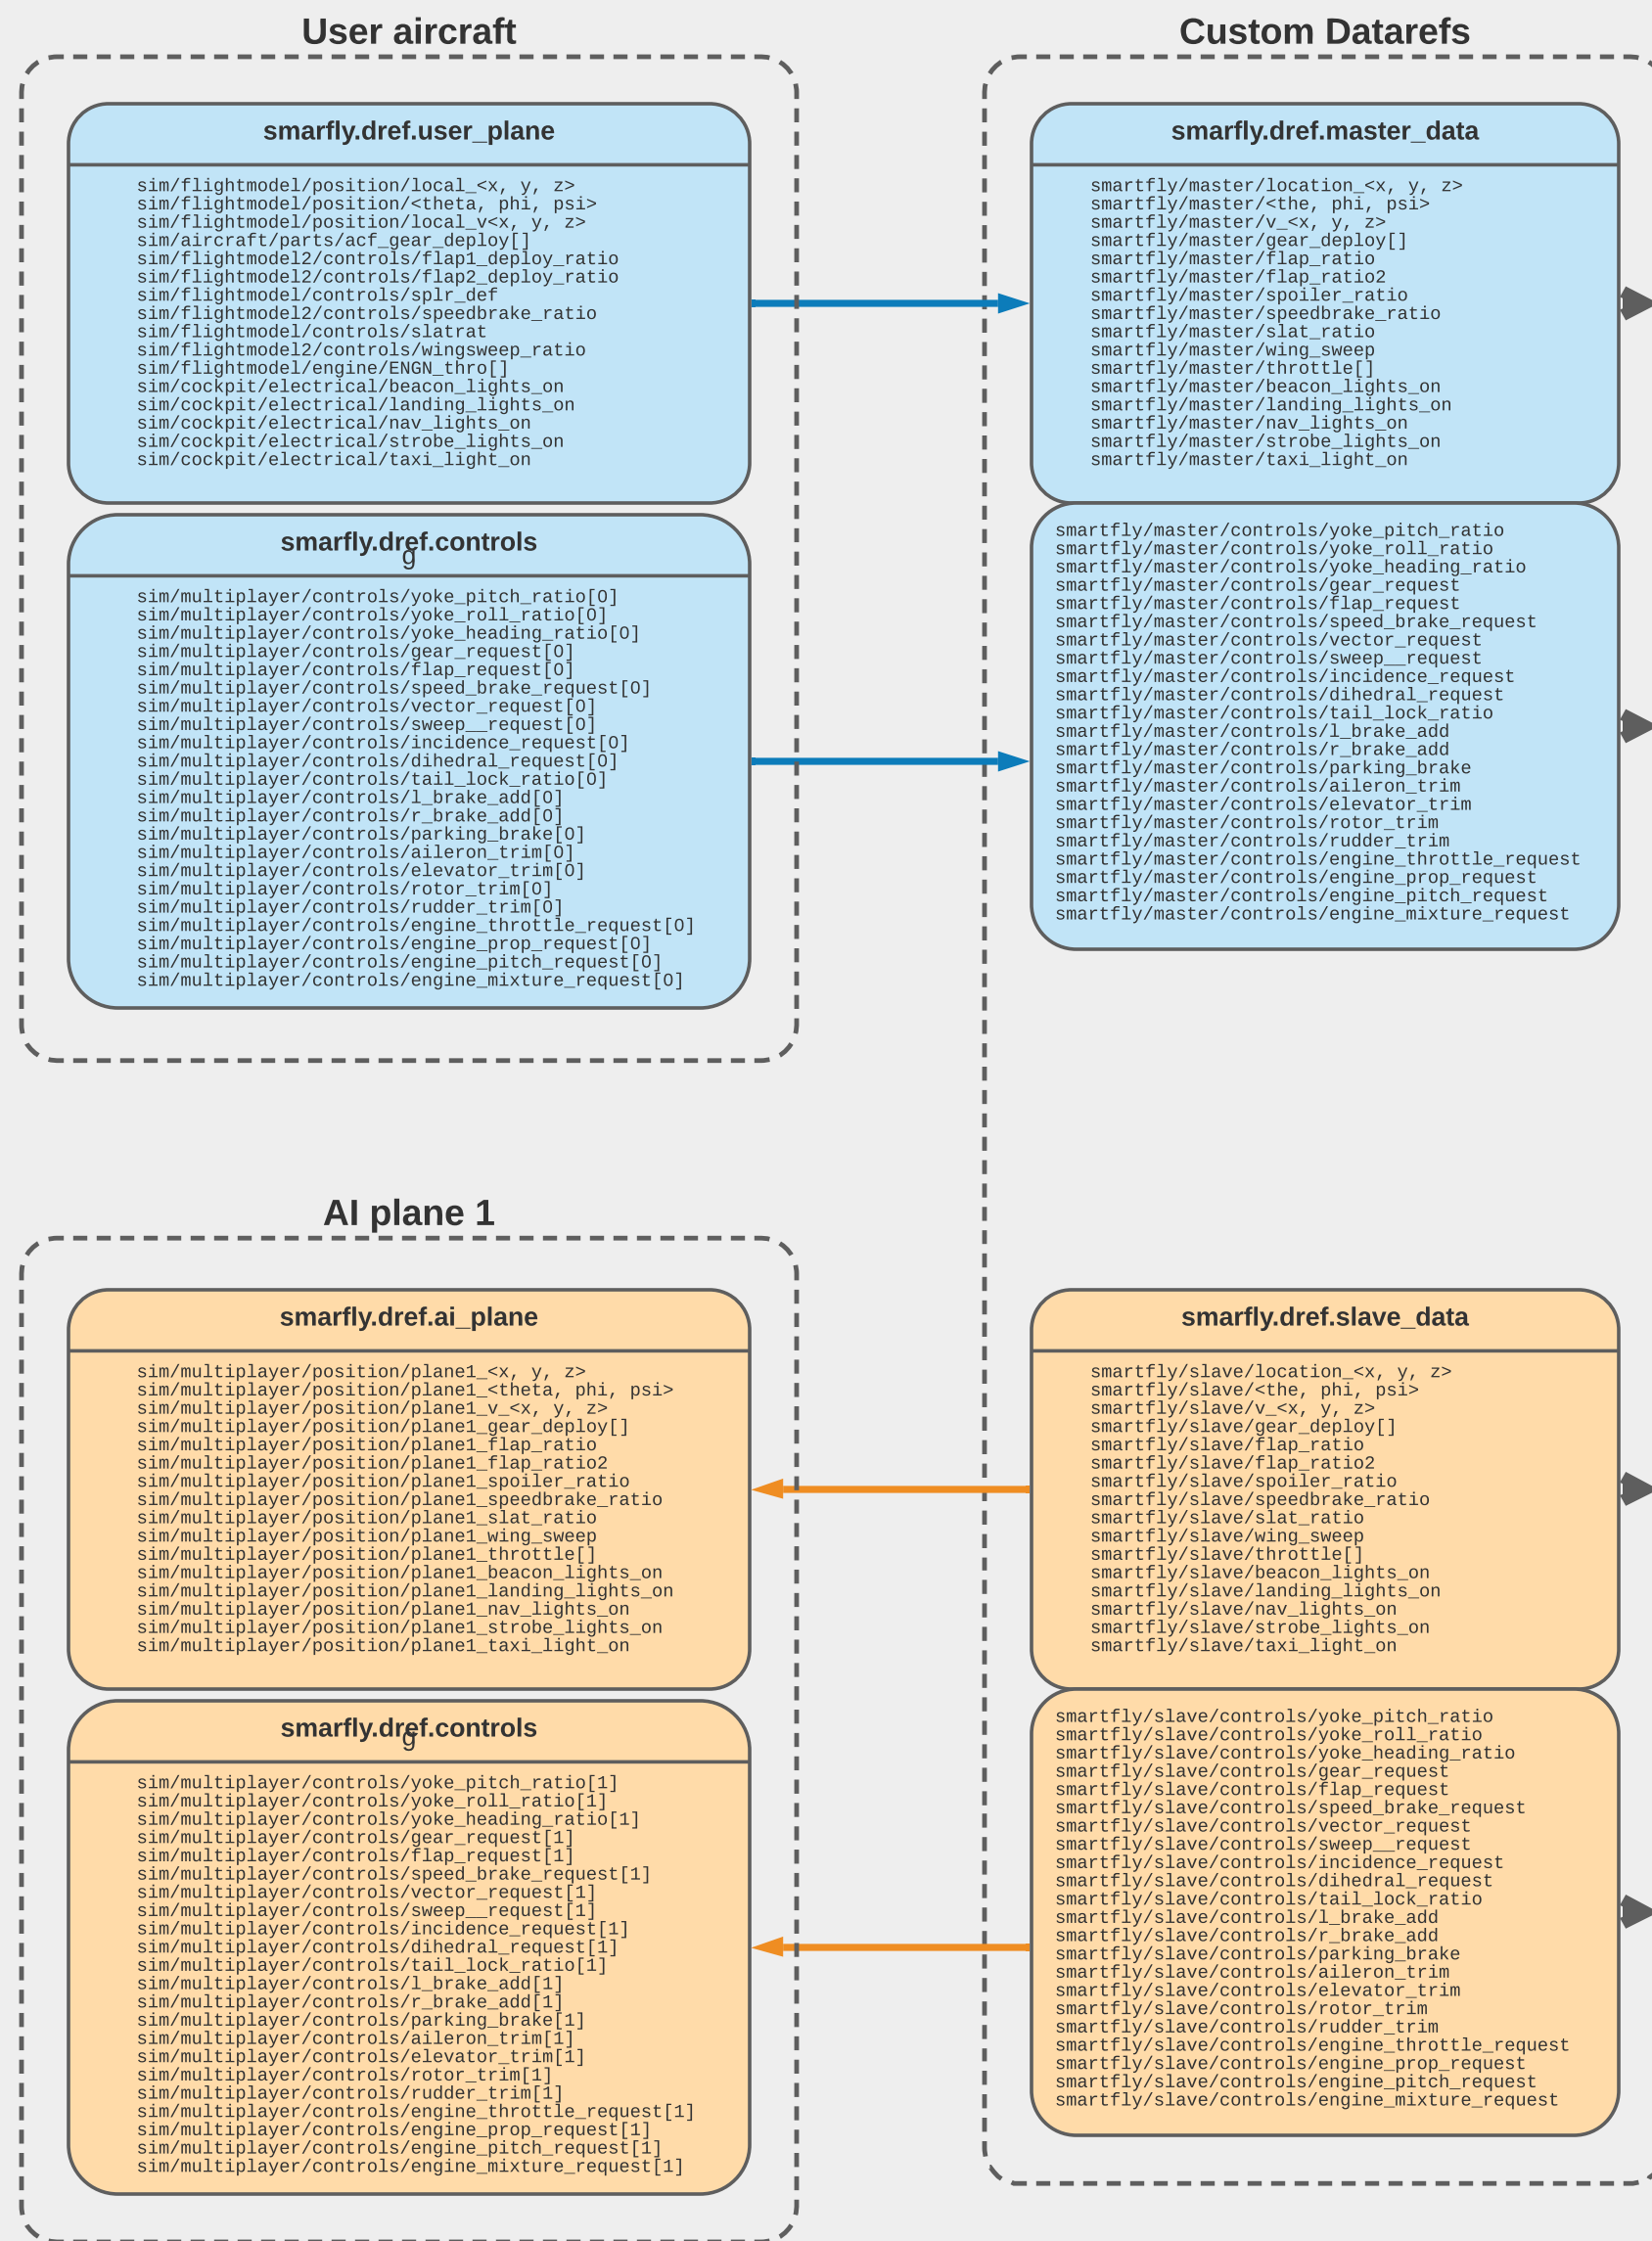 User aircraft
smarfly.dref.user_plane
sim/flightmodel/position/local_<x, y, z>
sim/flightmodel/position/<theta, phi, psi>
sim/flightmodel/position/local_v<x, y, z>
sim/aircraft/parts/acf_gear_deploy[]
sim/flightmodel2/controls/flap1_deploy_ratio
sim/flightmodel2/controls/flap2_deploy_ratio
sim/flightmodel/controls/splr_def
sim/flightmodel2/controls/speedbrake_ratio
sim/flightmodel/controls/slatrat
sim/flightmodel2/controls/wingsweep_ratio
sim/flightmodel/engine/ENGN_thro[]
sim/cockpit/electrical/beacon_lights_on
sim/cockpit/electrical/landing_lights_on
sim/cockpit/electrical/nav_lights_on
sim/cockpit/electrical/strobe_lights_on
sim/cockpit/electrical/taxi_light_on
smarfly.dref.controls
g
sim/multiplayer/controls/yoke_pitch_ratio[0]
sim/multiplayer/controls/yoke_roll_ratio[0]
sim/multiplayer/controls/yoke_heading_ratio[0]
sim/multiplayer/controls/gear_request[0]
sim/multiplayer/controls/flap_request[0]
sim/multiplayer/controls/speed_brake_request[0]
sim/multiplayer/controls/vector_request[0]
sim/multiplayer/controls/sweep__request[0]
sim/multiplayer/controls/incidence_request[0]
sim/multiplayer/controls/dihedral_request[0]
sim/multiplayer/controls/tail_lock_ratio[0]
sim/multiplayer/controls/l_brake_add[0]
sim/multiplayer/controls/r_brake_add[0]
sim/multiplayer/controls/parking_brake[0]
sim/multiplayer/controls/aileron_trim[0]
sim/multiplayer/controls/elevator_trim[0]
sim/multiplayer/controls/rotor_trim[0]
sim/multiplayer/controls/rudder_trim[0]
sim/multiplayer/controls/engine_throttle_request[0]
sim/multiplayer/controls/engine_prop_request[0]
sim/multiplayer/controls/engine_pitch_request[0]
sim/multiplayer/controls/engine_mixture_request[0]
Custom Datarefs
smarfly.dref.master_data
smartfly/master/location_<x, y, z>
smartfly/master/<the, phi, psi>
smartfly/master/v_<x, y, z>
smartfly/master/gear_deploy[]
smartfly/master/flap_ratio
smartfly/master/flap_ratio2
smartfly/master/spoiler_ratio
smartfly/master/speedbrake_ratio
smartfly/master/slat_ratio
smartfly/master/wing_sweep
smartfly/master/throttle[]
smartfly/master/beacon_lights_on
smartfly/master/landing_lights_on
smartfly/master/nav_lights_on
smartfly/master/strobe_lights_on
smartfly/master/taxi_light_on
smartfly/master/controls/yoke_pitch_ratio
smartfly/master/controls/yoke_roll_ratio
smartfly/master/controls/yoke_heading_ratio
smartfly/master/controls/gear_request
smartfly/master/controls/flap_request
smartfly/master/controls/speed_brake_request
smartfly/master/controls/vector_request
smartfly/master/controls/sweep__request
smartfly/master/controls/incidence_request
smartfly/master/controls/dihedral_request
smartfly/master/controls/tail_lock_ratio
smartfly/master/controls/l_brake_add
smartfly/master/controls/r_brake_add
smartfly/master/controls/parking_brake
smartfly/master/controls/aileron_trim
smartfly/master/controls/elevator_trim
smartfly/master/controls/rotor_trim
smartfly/master/controls/rudder_trim
smartfly/master/controls/engine_throttle_request
smartfly/master/controls/engine_prop_request
smartfly/master/controls/engine_pitch_request
smartfly/master/controls/engine_mixture_request
AI plane 1
smarfly.dref.ai_plane
sim/multiplayer/position/plane1_<x, y, z>
sim/multiplayer/position/plane1_<theta, phi, psi>
sim/multiplayer/position/plane1_v_<x, y, z>
sim/multiplayer/position/plane1_gear_deploy[]
sim/multiplayer/position/plane1_flap_ratio
sim/multiplayer/position/plane1_flap_ratio2
sim/multiplayer/position/plane1_spoiler_ratio
sim/multiplayer/position/plane1_speedbrake_ratio
sim/multiplayer/position/plane1_slat_ratio
sim/multiplayer/position/plane1_wing_sweep
sim/multiplayer/position/plane1_throttle[]
sim/multiplayer/position/plane1_beacon_lights_on
sim/multiplayer/position/plane1_landing_lights_on
sim/multiplayer/position/plane1_nav_lights_on
sim/multiplayer/position/plane1_strobe_lights_on
sim/multiplayer/position/plane1_taxi_light_on
smarfly.dref.controls
g
sim/multiplayer/controls/yoke_pitch_ratio[1]
sim/multiplayer/controls/yoke_roll_ratio[1]
sim/multiplayer/controls/yoke_heading_ratio[1]
sim/multiplayer/controls/gear_request[1]
sim/multiplayer/controls/flap_request[1]
sim/multiplayer/controls/speed_brake_request[1]
sim/multiplayer/controls/vector_request[1]
sim/multiplayer/controls/sweep__request[1]
sim/multiplayer/controls/incidence_request[1]
sim/multiplayer/controls/dihedral_request[1]
sim/multiplayer/controls/tail_lock_ratio[1]
sim/multiplayer/controls/l_brake_add[1]
sim/multiplayer/controls/r_brake_add[1]
sim/multiplayer/controls/parking_brake[1]
sim/multiplayer/controls/aileron_trim[1]
sim/multiplayer/controls/elevator_trim[1]
sim/multiplayer/controls/rotor_trim[1]
sim/multiplayer/controls/rudder_trim[1]
sim/multiplayer/controls/engine_throttle_request[1]
sim/multiplayer/controls/engine_prop_request[1]
sim/multiplayer/controls/engine_pitch_request[1]
sim/multiplayer/controls/engine_mixture_request[1]
smarfly.dref.slave_data
smartfly/slave/location_<x, y, z>
smartfly/slave/<the, phi, psi>
smartfly/slave/v_<x, y, z>
smartfly/slave/gear_deploy[]
smartfly/slave/flap_ratio
smartfly/slave/flap_ratio2
smartfly/slave/spoiler_ratio
smartfly/slave/speedbrake_ratio
smartfly/slave/slat_ratio
smartfly/slave/wing_sweep
smartfly/slave/throttle[]
smartfly/slave/beacon_lights_on
smartfly/slave/landing_lights_on
smartfly/slave/nav_lights_on
smartfly/slave/strobe_lights_on
smartfly/slave/taxi_light_on
smartfly/slave/controls/yoke_pitch_ratio
smartfly/slave/controls/yoke_roll_ratio
smartfly/slave/controls/yoke_heading_ratio
smartfly/slave/controls/gear_request
smartfly/slave/controls/flap_request
smartfly/slave/controls/speed_brake_request
smartfly/slave/controls/vector_request
smartfly/slave/controls/sweep__request
smartfly/slave/controls/incidence_request
smartfly/slave/controls/dihedral_request
smartfly/slave/controls/tail_lock_ratio
smartfly/slave/controls/l_brake_add
smartfly/slave/controls/r_brake_add
smartfly/slave/controls/parking_brake
smartfly/slave/controls/aileron_trim
smartfly/slave/controls/elevator_trim
smartfly/slave/controls/rotor_trim
smartfly/slave/controls/rudder_trim
smartfly/slave/controls/engine_throttle_request
smartfly/slave/controls/engine_prop_request
smartfly/slave/controls/engine_pitch_request
smartfly/slave/controls/engine_mixture_request